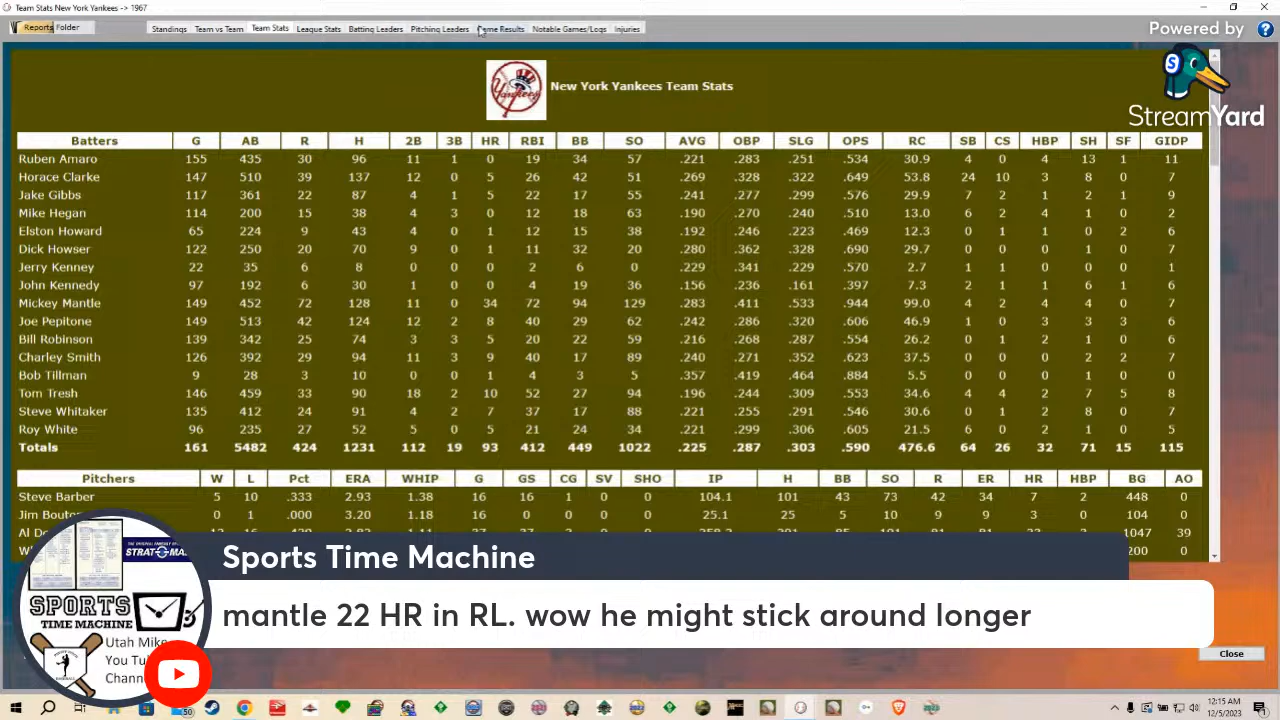 Team Stats New York Yankees -> 1967
Reports Folder Standings Team vs Team Team Stats League Stats Batting Leaders Pitching Leaders Game Results Notable Games/Logs Injuries
Powered by
StreamYard
Yankees
New York Yankees Team Stats
Batters G AB R H 2B 3B HR RBI BB SO AVG OBP SLG OPS RC SB CS HBP SH SF GIDP
Ruben Amaro 155 435 30 96 11 1 0 19 34 57 .221 .283 .251 .534 30.9 4 0 4 13 1 11
Horace Clarke 147 510 39 137 12 0 5 26 42 51 .269 .328 .322 .649 53.8 24 10 3 8 0 7
Jake Gibbs 117 361 22 87 4 1 5 22 17 55 .241 .277 .299 .576 29.9 7 2 1 2 1 9
Mike Hegan 114 200 15 38 4 3 0 12 18 63 .190 .270 .240 .510 13.0 6 2 4 1 0 2
Elston Howard 65 224 9 43 4 0 1 12 15 38 .192 .246 .223 .469 12.3 0 1 1 0 2 6
Dick Howser 122 250 20 70 9 0 1 11 32 20 .280 .362 .328 .690 29.7 0 0 0 1 0 7
Jerry Kenney 22 35 6 8 0 0 0 2 6 0 .229 .341 .229 .570 2.7 1 1 0 0 0 1
John Kennedy 97 192 6 30 1 0 0 4 19 36 .156 .236 .161 .397 7.3 2 1 1 6 1 6
Mickey Mantle 149 452 72 128 11 0 34 72 94 129 .283 .411 .533 .944 99.0 4 2 4 4 0 7
Joe Pepitone 149 513 42 124 12 2 8 40 29 62 .242 .286 .320 .606 46.9 1 0 3 3 3 6
Bill Robinson 139 342 25 74 3 3 5 20 22 59 .216 .268 .287 .554 26.2 0 1 2 1 0 6
Charley Smith 126 392 29 94 11 3 9 40 17 89 .240 .271 .352 .623 37.5 0 0 0 2 2 7
Bob Tillman 9 28 3 10 0 0 1 4 3 5 .357 .419 .464 .884 5.5 0 0 0 1 0 0
Tom Tresh 146 459 33 90 18 2 10 52 27 94 .196 .244 .309 .553 34.6 4 4 2 7 5 8
Steve Whitaker 135 412 24 91 4 2 7 37 17 88 .221 .255 .291 .546 30.6 0 1 2 8 0 7
Roy White 96 235 27 52 5 0 5 21 24 34 .221 .299 .306 .605 21.5 6 0 2 1 0 5
Totals 161 5482 424 1231 112 19 93 412 449 1022 .225 .287 .303 .590 476.6 64 26 32 71 15 115
Pitchers W L Pct ERA WHIP G GS CG SV SHO IP H BB SO R ER HR HBP BG AO
Steve Barber 5 10 .333 2.93 1.38 16 16 1 0 0 104.1 101 43 73 42 34 7 2 448 0
0 1 .000 3.20 1.18 16 0 0 0 0 25.1 25 5 10 9 9 3 0 104 0
1047 39
200 0
STRAT-O-MA
SPORTS
TIME MACHINE
Utah Mike
You Tu
Chann
Sports Time Machine
mantle 22 HR in RL. wow he might stick around longer
Close
12:15 AM
12/5/2023